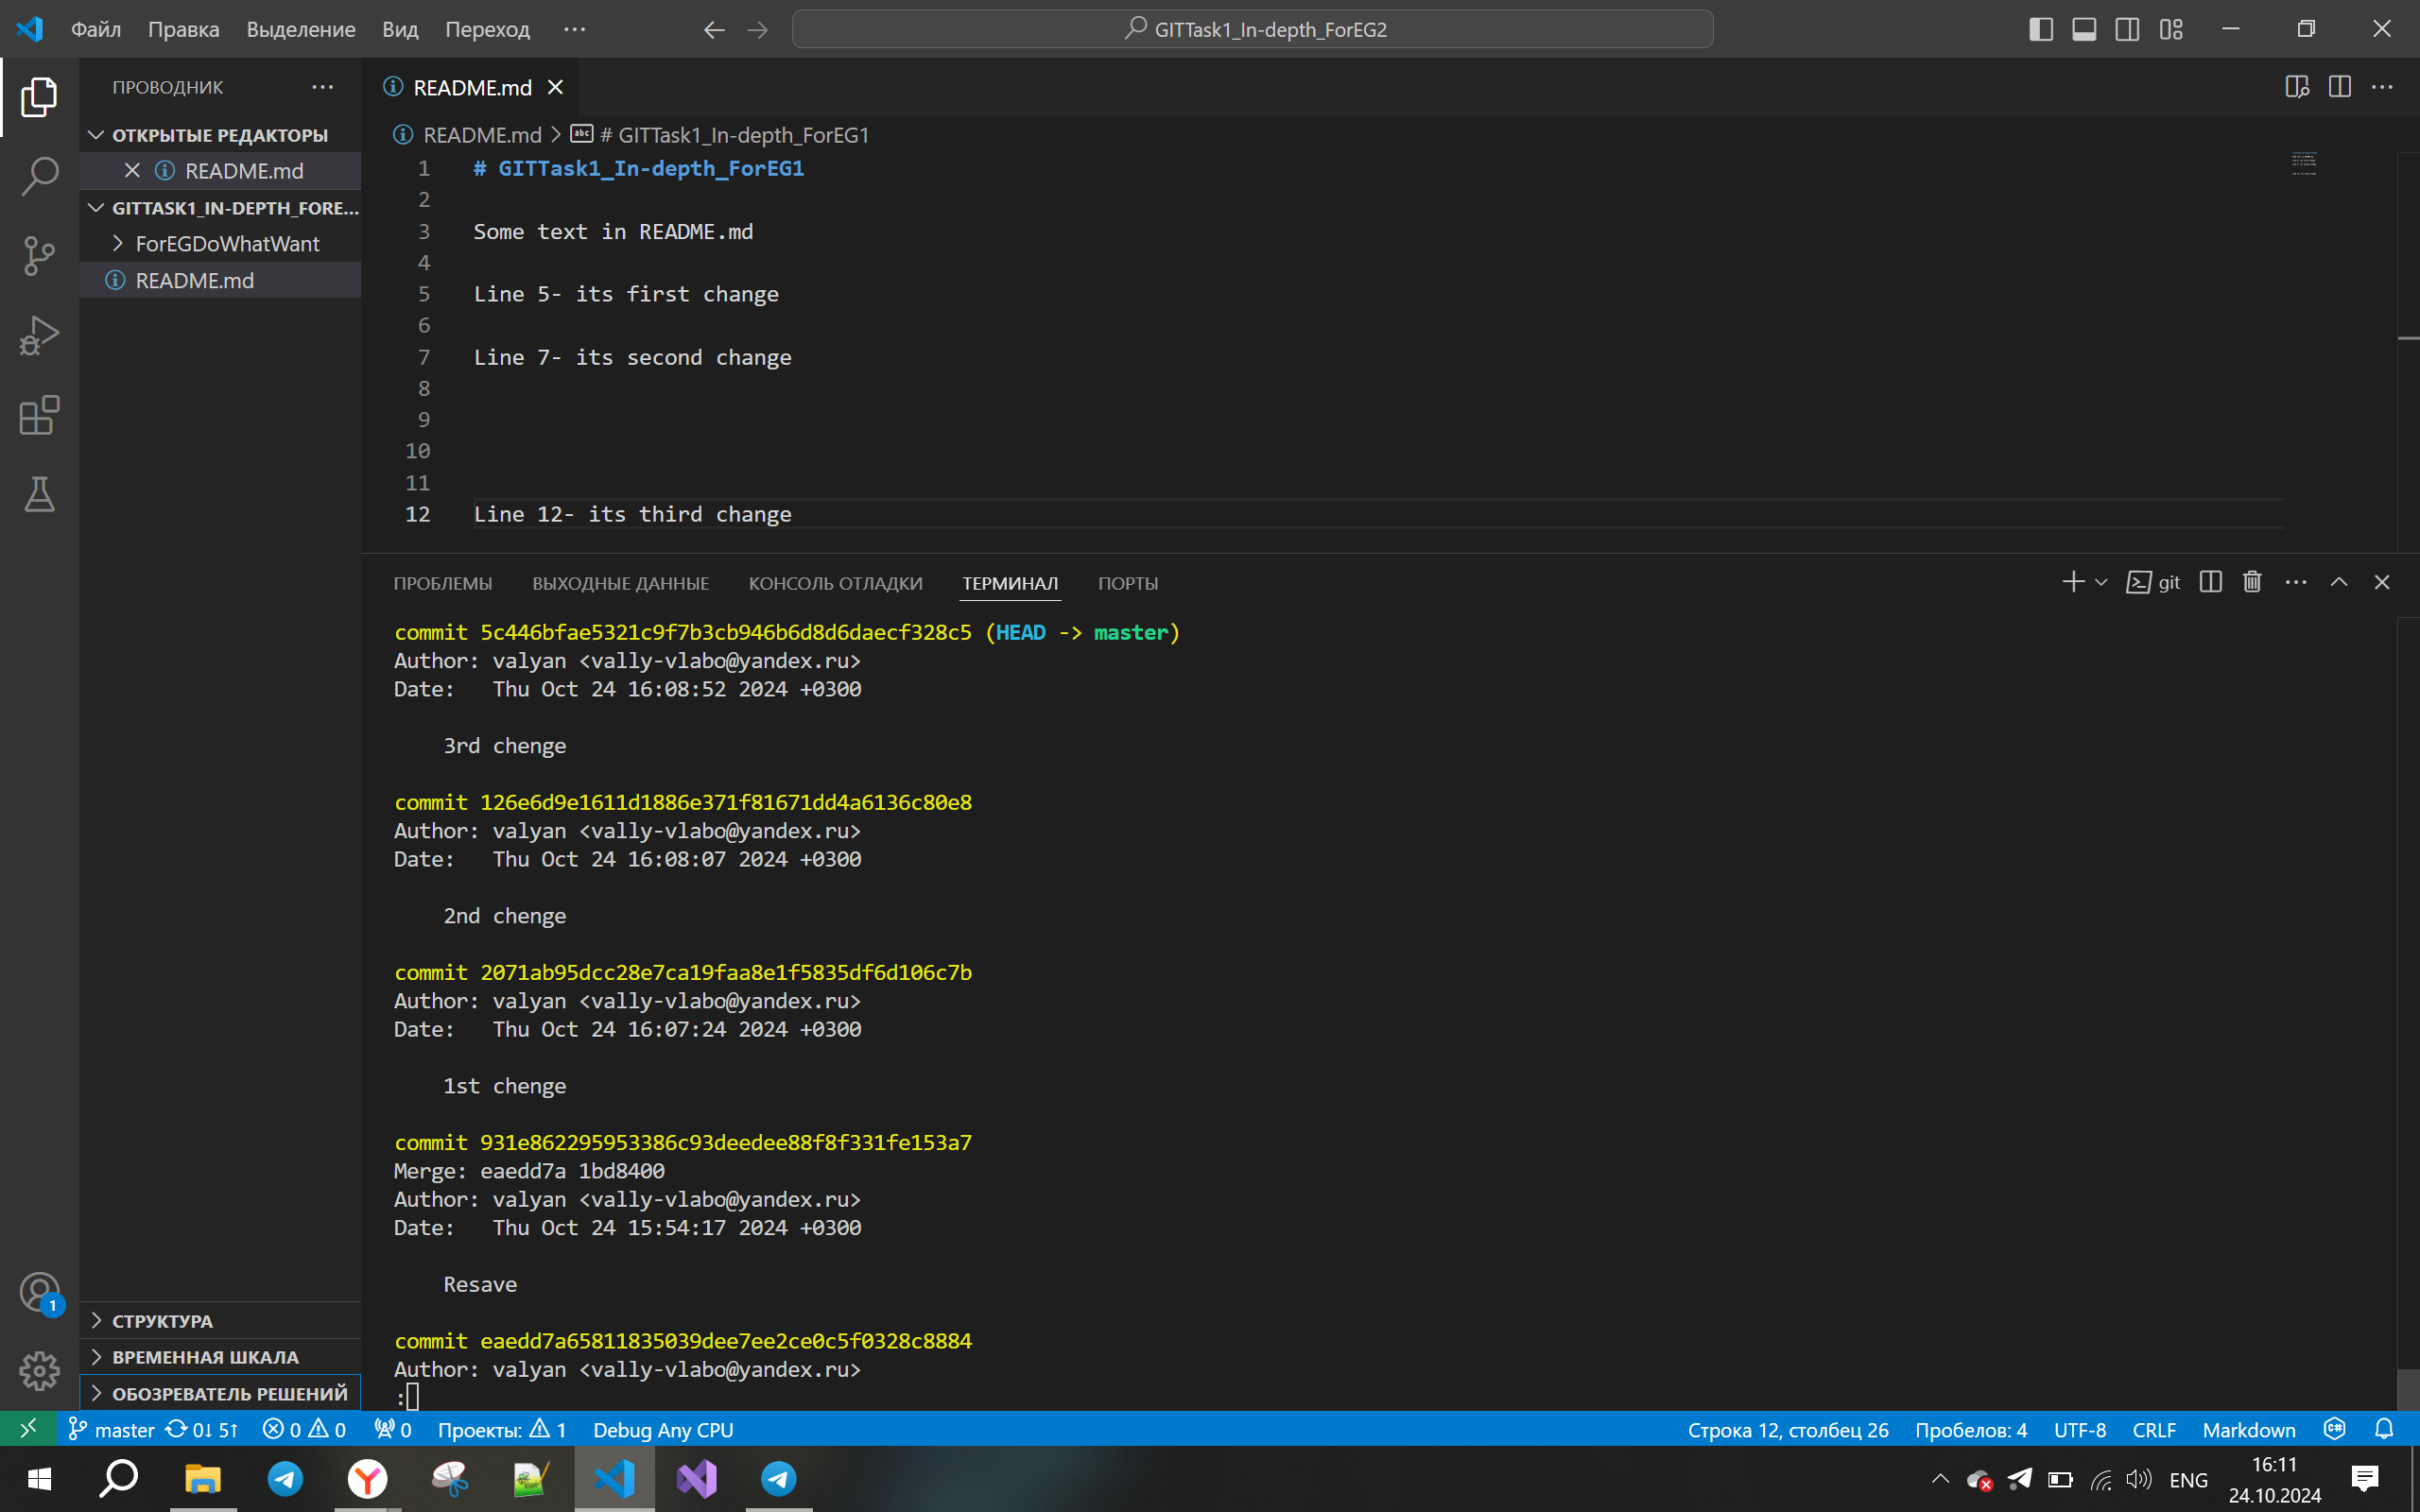 Файл Правка Выделение Вид Переход ··· GITTask1_In-depth_ForEG2
ПРОВОДНИК ···
README.md
ОТКРЫТЫЕ РЕДАКТОРЫ
README.md
GITTASK1_IN-DEPTH_FORE...
ForEGDoWhatWant
README.md
README.md > # GITTask1_In-depth_ForEG1
1 # GITTask1_In-depth_ForEG1
2
3 Some text in README.md
4
5 Line 5- its first change
6
7 Line 7- its second change
8
9
10
11
12 Line 12- its third change
ПРОБЛЕМЫ ВЫХОДНЫЕ ДАННЫЕ КОНСОЛЬ ОТЛАДКИ ТЕРМИНАЛ ПОРТЫ git
commit 5c446bfae5321c9f7b3cb946b6d8d6daecf328c5 (HEAD -> master)
Author: valyan <vally-vlabo@yandex.ru>
Date:   Thu Oct 24 16:08:52 2024 +0300
3rd chenge
commit 126e6d9e1611d1886e371f81671dd4a6136c80e8
Author: valyan <vally-vlabo@yandex.ru>
Date:   Thu Oct 24 16:08:07 2024 +0300
2nd chenge
commit 2071ab95dcc28e7ca19faa8e1f5835df6d106c7b
Author: valyan <vally-vlabo@yandex.ru>
Date:   Thu Oct 24 16:07:24 2024 +0300
1st chenge
commit 931e862295953386c93deedee88f8f331fe153a7
Merge: eaedd7a 1bd8400
Author: valyan <vally-vlabo@yandex.ru>
Date:   Thu Oct 24 15:54:17 2024 +0300
Resave
commit eaedd7a65811835039dee7ee2ce0c5f0328c8884
Author: valyan <vally-vlabo@yandex.ru>
:
1
СТРУКТУРА
ВРЕМЕННАЯ ШКАЛА
ОБОЗРЕВАТЕЛЬ РЕШЕНИЙ
master 0↓ 5↑ 0 0 0 Проекты: 1 Debug Any CPU Строка 12, столбец 26 Пробелов: 4 UTF-8 CRLF Markdown
ENG 16:11
24.10.2024